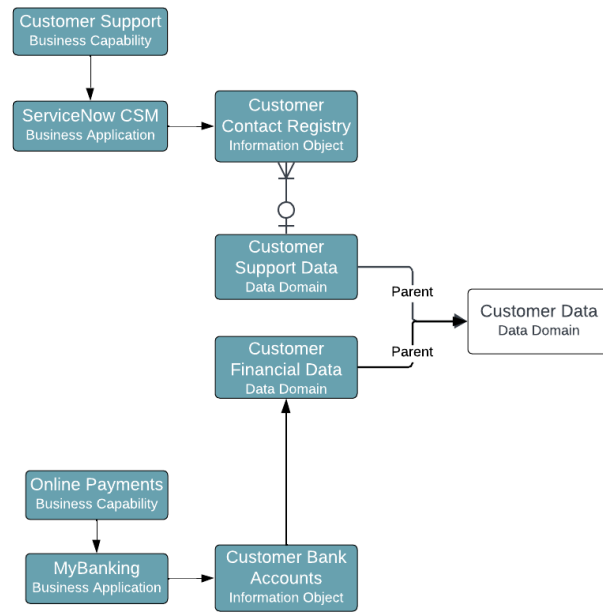 Customer Support
Business Capability
ServiceNow CSM
Business Application
Customer
Contact Registry
Information Object
Customer
Support Data
Data Domain
Parent
Customer Data
Data Domain
Parent
Customer
Financial Data
Data Domain
Online Payments
Business Capability
MyBanking
Business Application
Customer Bank
Accounts
Information Object